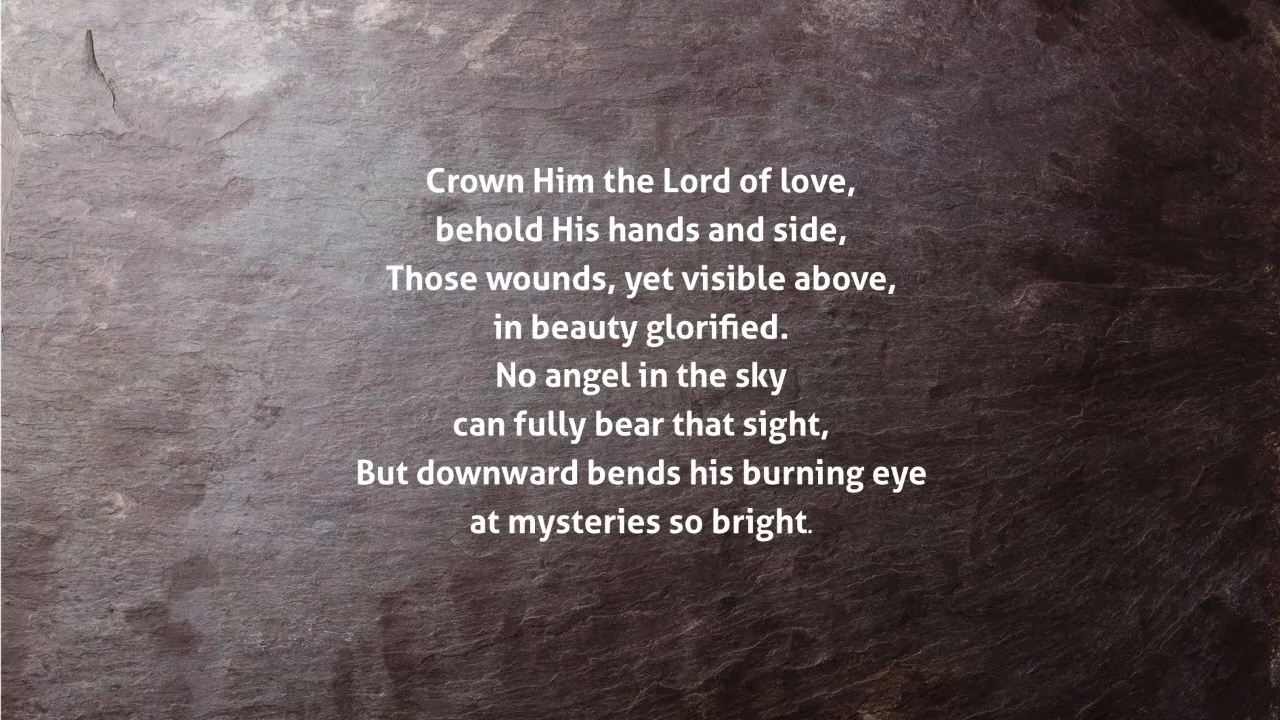 Crown Him the Lord of love,
behold His hands and side,
Those wounds, yet visible above,
in beauty glorified.
No angel in the sky
can fully bear that sight,
But downward bends his burning eye
at mysteries so bright.